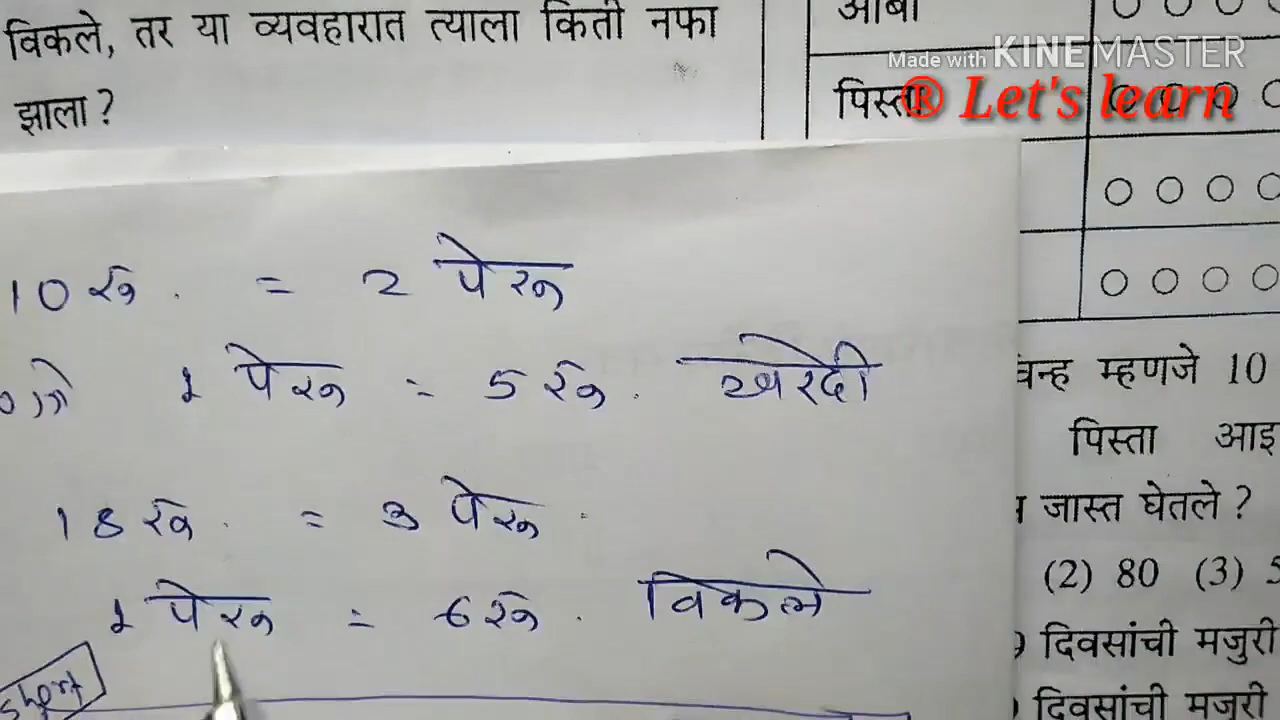 विकले, तर या व्यवहारात त्याला किती नफा
झाला ?
आंबा
Made with KINEMASTER
पिस्ता
® Let's learn
10 रु. = 2 पेरू
1 पेरू = 5 रु. खरेदी
18 रु. = 3 पेरू.
1 पेरू = 6 रु. विकले
short
चिन्ह म्हणजे 10
पिस्ता आइ
जास्त घेतले ?
(2) 80 (3) 5
दिवसांची मजुरी
दिवसांची मजुरी